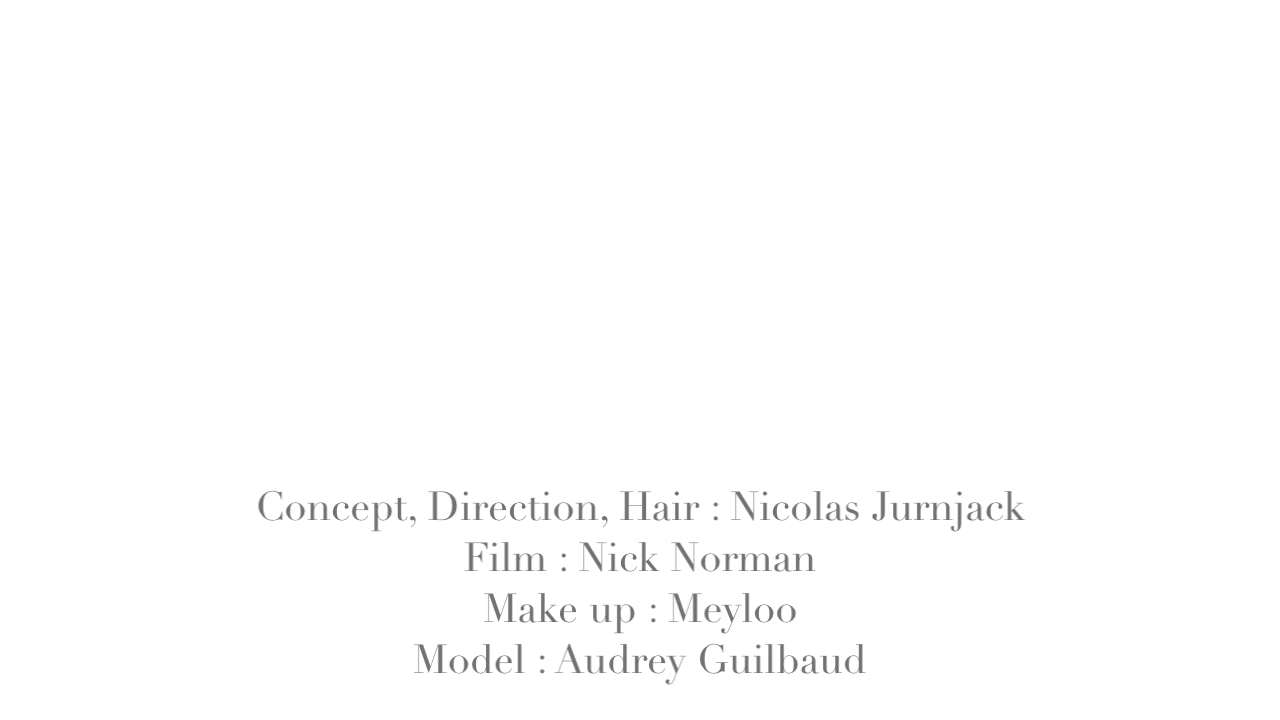 Concept, Direction, Hair : Nicolas Jurnjack
Film : Nick Norman
Make up : Meyloo
Model : Audrey Guilbaud